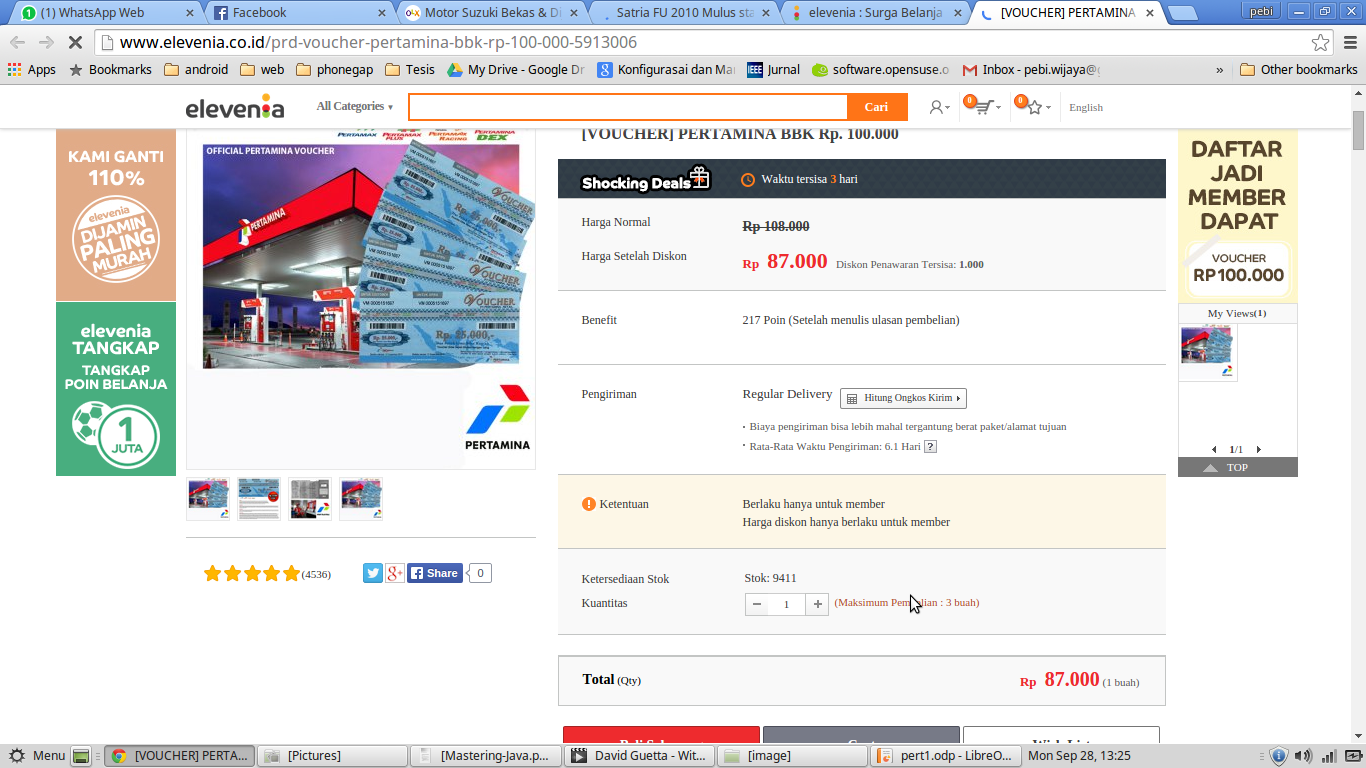 (1) WhatsApp Web
Facebook
Motor Suzuki Bekas & Di
Satria FU 2010 Mulus sta
elevenia : Surga Belanja
[VOUCHER] PERTAMINA
pebi
www.elevenia.co.id/prd-voucher-pertamina-bbk-rp-100-000-5913006
Apps
Bookmarks
android
web
phonegap
Tesis
My Drive - Google Dr
Konfigurasai dan Ma
IEEE Jurnal
software.opensuse.o
Inbox - pebi.wijaya@g
»
Other bookmarks
elevenia
All Categories
Cari
0
0
English
KAMI GANTI
110%
elevenia
DIJAMIN
PALING
MURAH
elevenia
TANGKAP
TANGKAP
POIN BELANJA
1
JUTA
PERTAMAX
PERTAMAX PLUS
PERTAMAX RACING
PERTAMINA DEX
OFFICIAL PERTAMINA VOUCHER
PERTAMINA
VOUCHER
VOUCHER
VM 0005151697
VM 0005151697
Rp. 25.000,-
PERTAMINA
(4536)
Share
0
[VOUCHER] PERTAMINA BBK Rp. 100.000
Shocking Deals
Waktu tersisa 3 hari
Harga Normal
Rp 108.000
Harga Setelah Diskon
Rp 87.000 Diskon Penawaran Tersisa: 1.000
Benefit
217 Poin (Setelah menulis ulasan pembelian)
Pengiriman
Regular Delivery
Hitung Ongkos Kirim
· Biaya pengiriman bisa lebih mahal tergantung berat paket/alamat tujuan
· Rata-Rata Waktu Pengiriman: 6.1 Hari ?
Ketentuan
Berlaku hanya untuk member
Harga diskon hanya berlaku untuk member
Ketersediaan Stok
Stok: 9411
Kuantitas
1
(Maksimum Pembelian : 3 buah)
Total (Qty)
Rp 87.000 (1 buah)
DAFTAR
JADI
MEMBER
DAPAT
VOUCHER
RP100.000
My Views(1)
1/1
TOP
Menu
[VOUCHER] PERTA...
[Pictures]
[Mastering-Java.p...
David Guetta - Wit...
[image]
pert1.odp - LibreO...
Mon Sep 28, 13:25